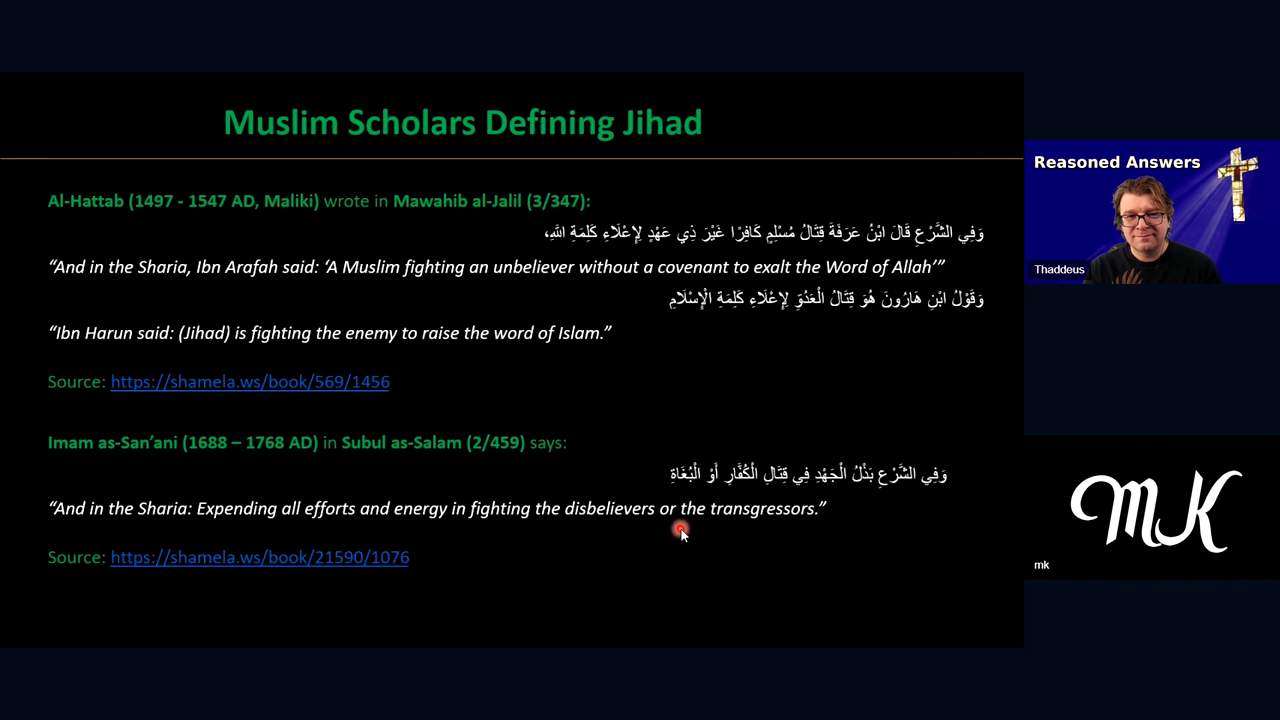 Muslim Scholars Defining Jihad
Al-Hattab (1497 - 1547 AD, Maliki) wrote in Mawahib al-Jalil (3/347):
وَفِي الشَّرْعِ قَالَ ابْنُ عَرَفَةَ قِتَالُ مُسْلِمٍ كَافِرًا غَيْرَ ذِي عَهْدٍ لِإِعْلَاءِ كَلِمَةِ اللَّهِ،
“And in the Sharia, Ibn Arafah said: ‘A Muslim fighting an unbeliever without a covenant to exalt the Word of Allah’”
وَقَوْلُ ابْنِ هَارُونَ هُوَ قِتَالُ الْعَدُوِّ لِإِعْلَاءِ كَلِمَةِ الْإِسْلَامِ
“Ibn Harun said: (Jihad) is fighting the enemy to raise the word of Islam.”
Source: https://shamela.ws/book/569/1456
Imam as-San’ani (1688 – 1768 AD) in Subul as-Salam (2/459) says:
وَفِي الشَّرْعِ بَذْلُ الْجَهْدِ فِي قِتَالِ الْكُفَّارِ أَوْ الْبُغَاةِ
“And in the Sharia: Expending all efforts and energy in fighting the disbelievers or the transgressors.”
Source: https://shamela.ws/book/21590/1076
Reasoned Answers
Thaddeus
MK
mk